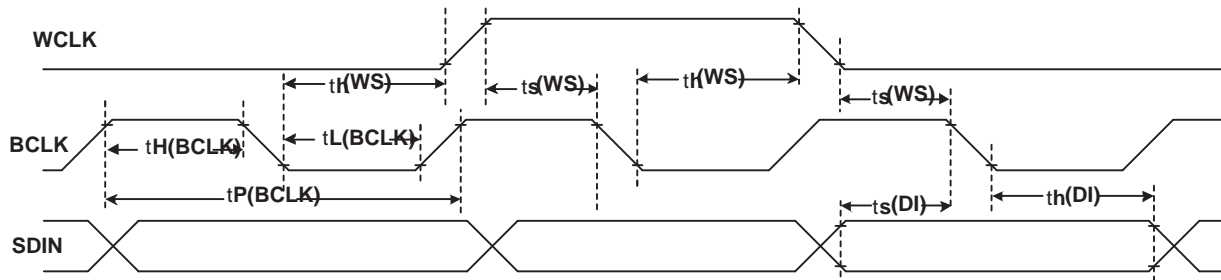 WCLK
th(WS)
ts(WS)
th(WS)
ts(WS)
BCLK
tH(BCLK)
tL(BCLK)
tP(BCLK)
ts(DI)
th(DI)
SDIN